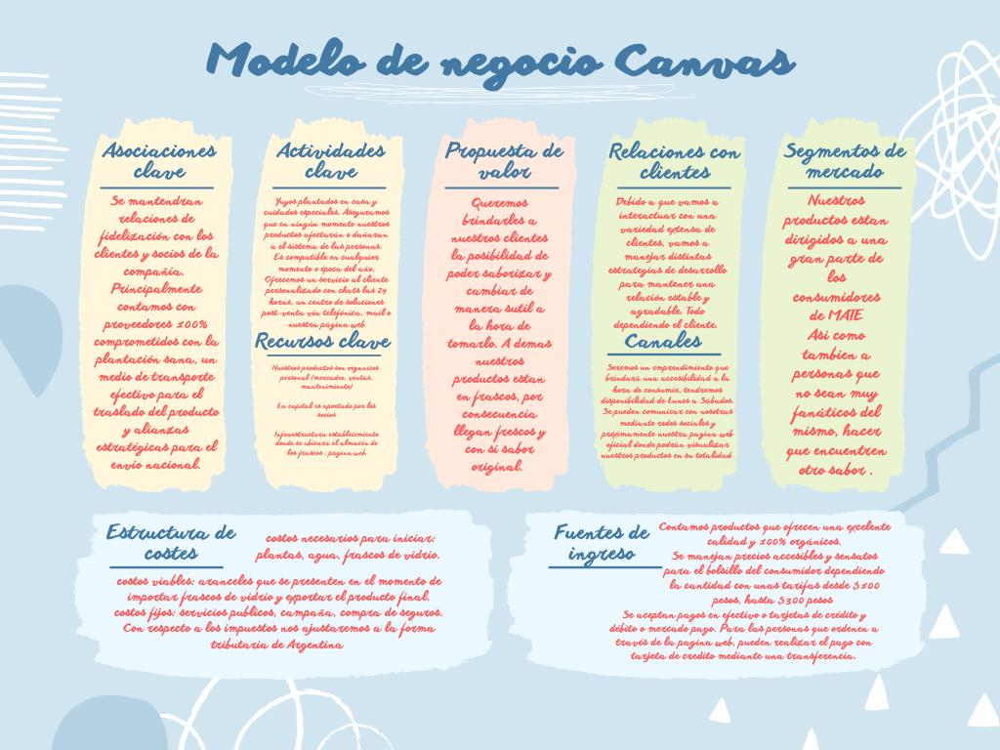 Modelo de negocio Canvas
Asociaciones
clave
Se mantendran
relaciones de
fidelización con los
clientes y socios de la
compañía.
Principalmente
contamos con
proveedores 100%
comprometidos con la
plantación sana, un
medio de transporte
efectivo para el
traslado del producto
y alianzas
estratégicas para el
envío nacional.
Actividades
clave
Yuyos plantados en casa y
cuidados especiales. Aseguramos
que en ningún momento nuestros
productos afectarán o dañaran
a el sistema de las personas.
Es compatible en cualquier
momento o época del año.
Ofrecemos un servicio al cliente
personalizado con chats las 24
horas, un centro de soluciones
post-venta vía telefónica, mail o
nuestra página web
Recursos clave
Nuestros productos son organicos
personal (mercadeo, ventas,
mantenimiento)
La capital es aportado por los
socios
Infraestructura establecimiento
donde se ubicara el almacén de
los frascos , página web
Propuesta de
valor
Queremos
brindarles a
nuestros clientes
la posibilidad de
poder saborizar y
cambiar de
manera sutil a
la hora de
tomarlo. A demas
nuestros
productos estan
en frascos, por
consecuencia
llegan frescos y
con si sabor
original.
Relaciones con
clientes
Debido a que vamos a
interactuar con una
variedad extensa de
clientes, vamos a
manejar distintas
estrategias de desarrollo
para mantener una
relación estable y
agradable. Todo
dependiendo el cliente.
Canales
Seremos un emprendimiento que
brindará una accesibilidad a la
hora de consumir, tendremos
disponibilidad de Lunes a Sábados.
Se pueden comunicar con nosotras
mediante redes sociales y
próximamente nuestra pagina web
oficial donde podrán visualizar
nuestros productos en su totalidad
Segmentos de
mercado
Nuestros
productos estan
dirigidos a una
gran parte de
los
consumidores
de MATE
Asi como
tambien a
personas que
no sean muy
fanáticos del
mismo, hacer
que encuentren
otro sabor .
Estructura de
costes
costos necesarios para iniciar:
plantas, agua, frascos de vidrio.
costos viables: aranceles que se presenten en el momento de
importar frascos de vidrio y exportar el producto final.
costos fijos: servicios publicos, campaña, compra de seguros.
Con respecto a los impuestos nos ajustaremos a la forma
tributaria de Argentina
Fuentes de
ingreso
Contamos productos que ofrecen una excelente
calidad y 100% orgánicos.
Se manejan precios accesibles y sensatos
para el bolsillo del consumidor dependiendo
la cantidad con unas tarifas desde $100
pesos, hasta $300 pesos
Se aceptan pagos en efectivo o tarjetas de crédito y
débito o mercado pago. Para las personas que ordenen a
través de la pagina web, pueden realizar el pago con
tarjeta de credito mediante una transferencia.